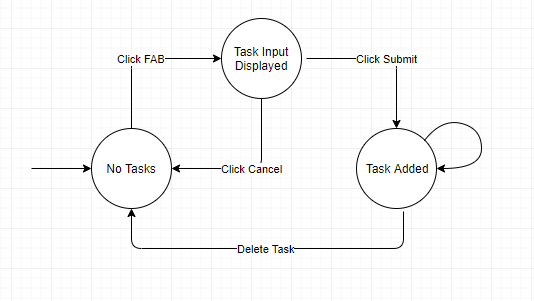 Task Input
Displayed
Click FAB
Click Submit
No Tasks
Click Cancel
Task Added
Delete Task